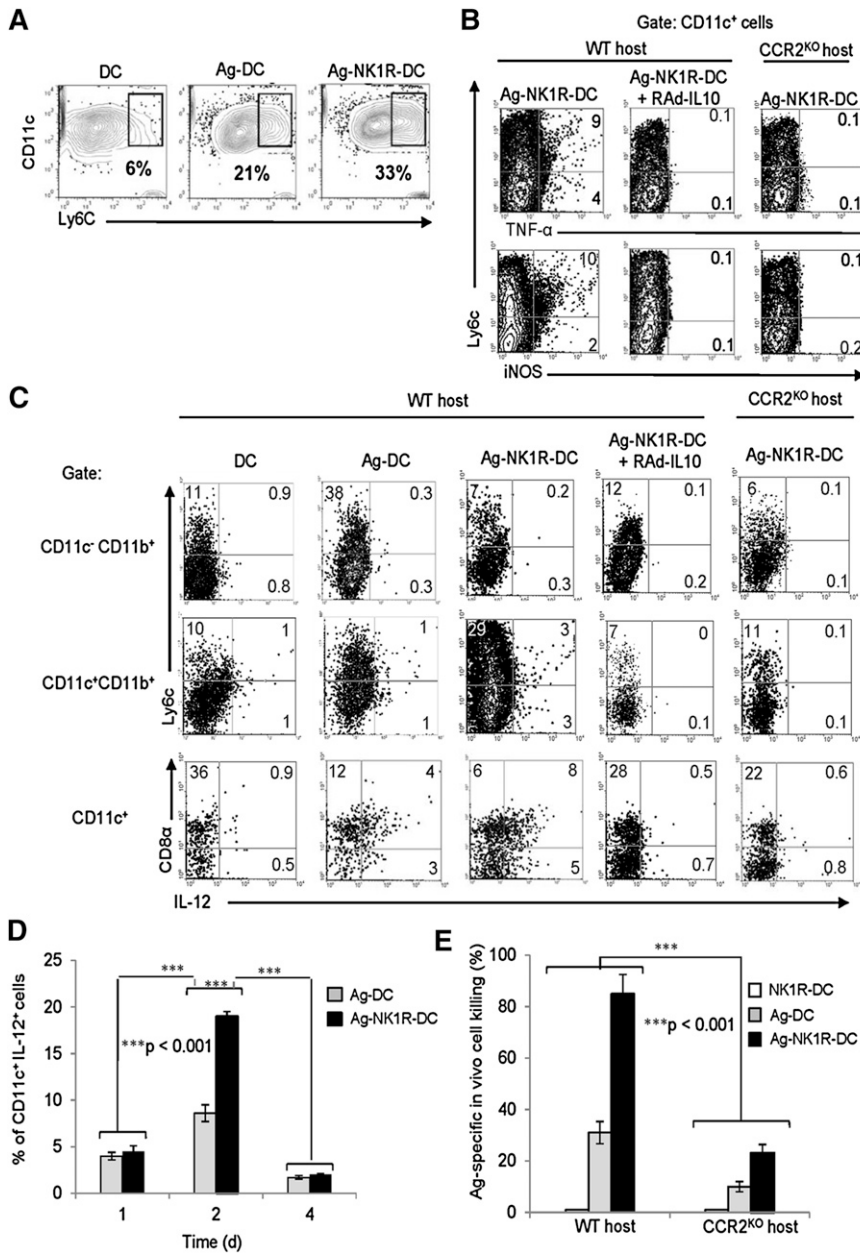 A
DC
Ag-DC
Ag-NK1R-DC
CD11c
6%
21%
33%
Ly6C
B
Gate: CD11c⁺ cells
WT host
CCR2ᴷᴼ host
Ag-NK1R-DC
Ag-NK1R-DC
+ RAd-IL10
Ag-NK1R-DC
9
0.1
0.1
4
0.1
0.1
TNF-α
10
0.1
0.1
2
0.1
0.2
Ly6c
iNOS
C
WT host
CCR2ᴷᴼ host
Gate:
DC
Ag-DC
Ag-NK1R-DC
Ag-NK1R-DC
+ RAd-IL10
Ag-NK1R-DC
CD11c⁻ CD11b⁺
11 0.9
38 0.3
7 0.2
12 0.1
6 0.1
0.8
0.3
0.3
0.2
0.1
CD11c⁺CD11b⁺
10 1
1
29 3
7 0
11 0.1
1
1
3
0.1
0.1
Ly6c
CD11c⁺
36 0.9
12 4
6 8
28 0.5
22 0.6
0.5
3
5
0.7
0.8
CD8α
IL-12
D
% of CD11c⁺ IL-12⁺ cells
25
20
15
10
5
0
*** *** ***
***p < 0.001
Ag-DC
Ag-NK1R-DC
1 2 4
Time (d)
E
Ag-specific in vivo cell killing (%)
100
80
60
40
20
0
***
***p < 0.001
NK1R-DC
Ag-DC
Ag-NK1R-DC
WT host
CCR2ᴷᴼ host